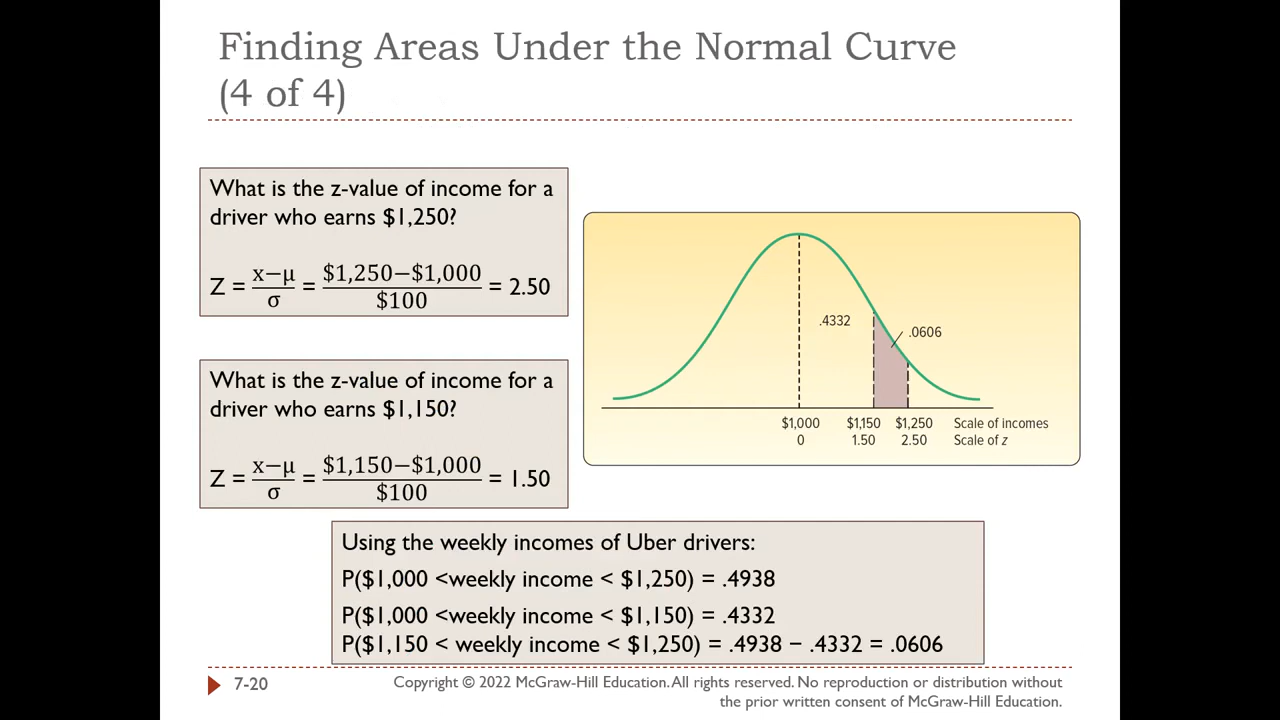 Finding Areas Under the Normal Curve
(4 of 4)
What is the z-value of income for a
driver who earns $1,250?
Z = x−μ/σ = $1,250−$1,000/$100 = 2.50
What is the z-value of income for a
driver who earns $1,150?
Z = x−μ/σ = $1,150−$1,000/$100 = 1.50
.4332
.0606
$1,000 $1,150 $1,250 Scale of incomes
0 1.50 2.50 Scale of z
Using the weekly incomes of Uber drivers:
P($1,000 <weekly income < $1,250) = .4938
P($1,000 <weekly income < $1,150) = .4332
P($1,150 < weekly income < $1,250) = .4938 − .4332 = .0606
7-20
Copyright © 2022 McGraw-Hill Education. All rights reserved. No reproduction or distribution without
the prior written consent of McGraw-Hill Education.